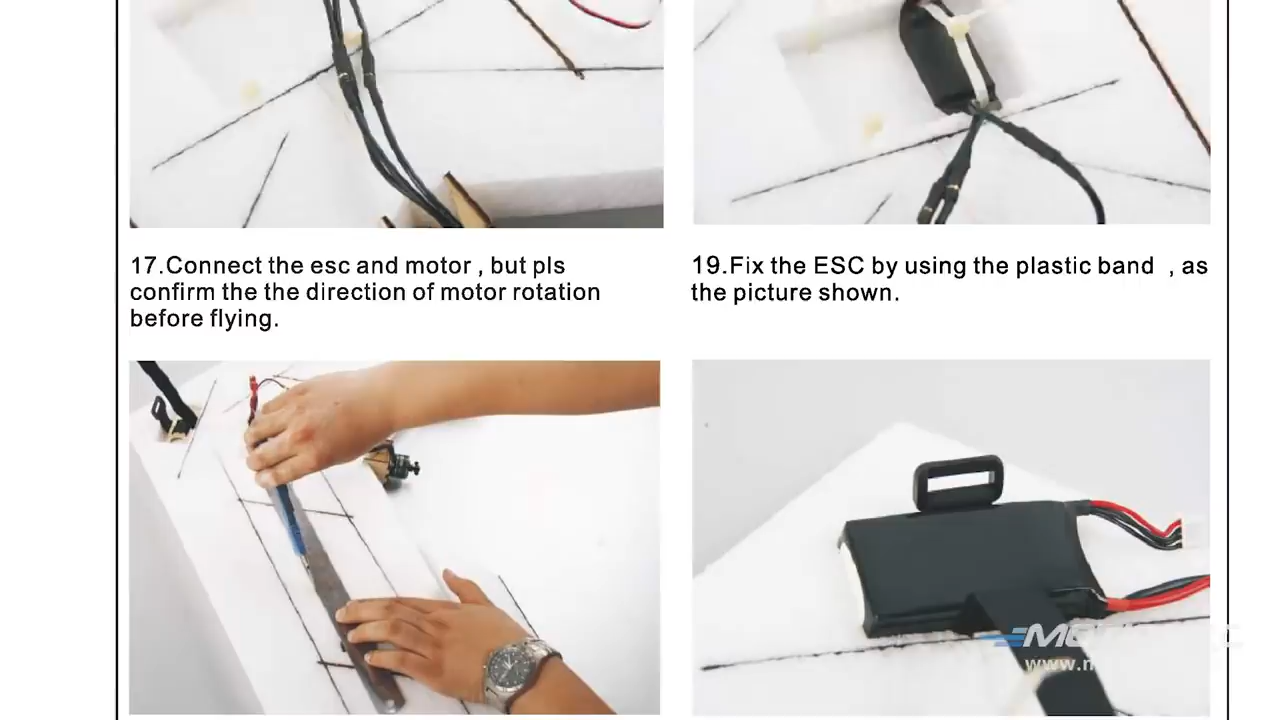 17.Connect the esc and motor , but pls
confirm the the direction of motor rotation
before flying.
19.Fix the ESC by using the plastic band , as
the picture shown.